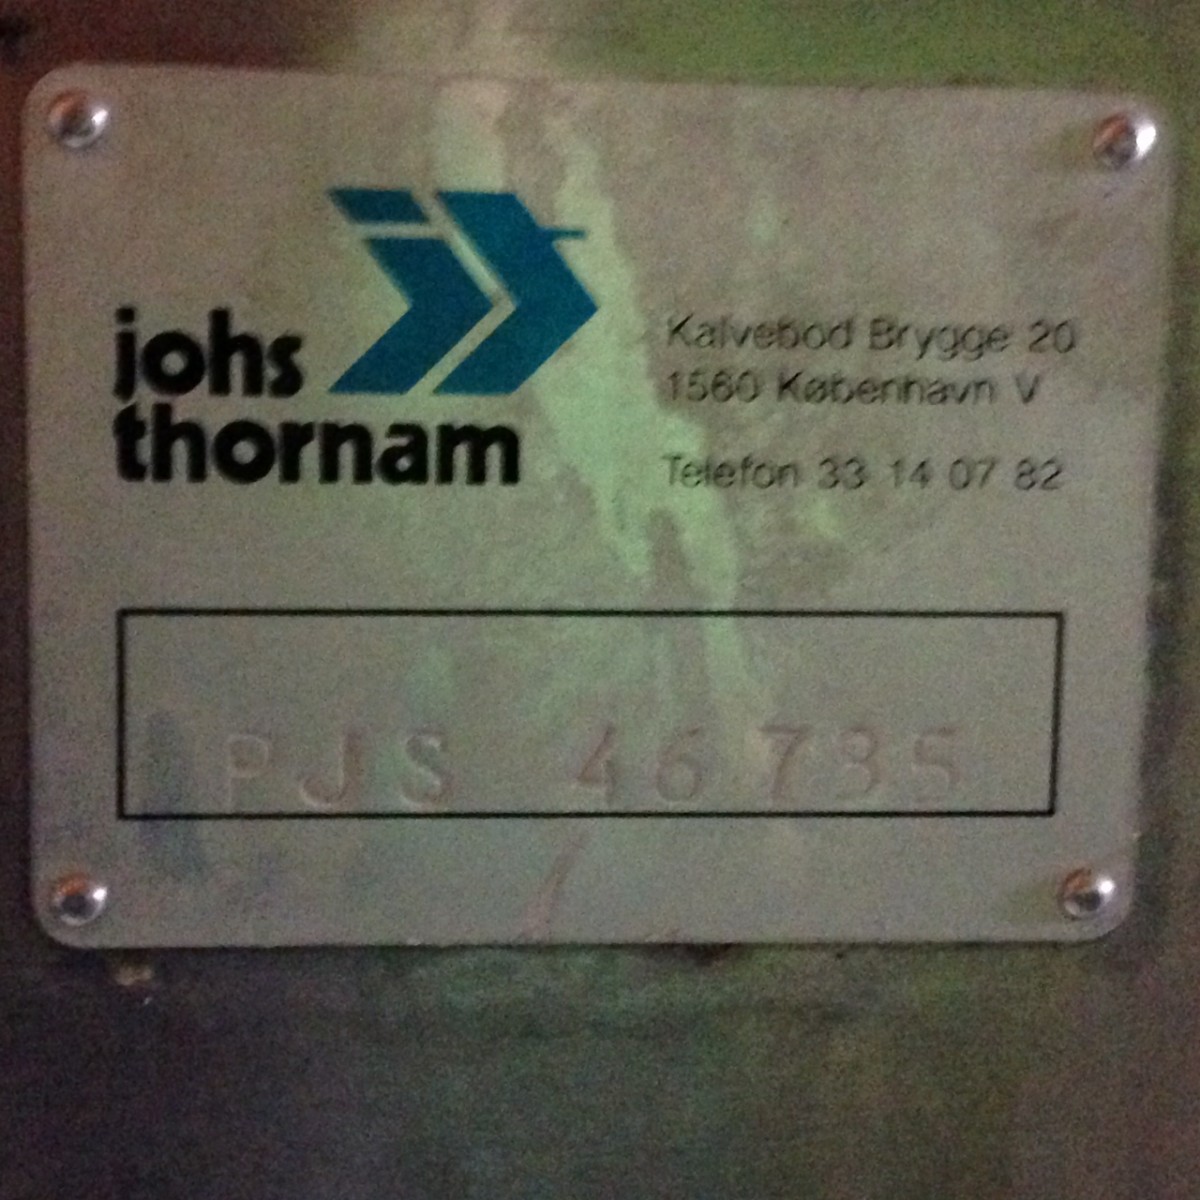 johs
thornam
Kalvebod Brygge 20
1560 København V
Telefon 33 14 07 82
PJS 46735